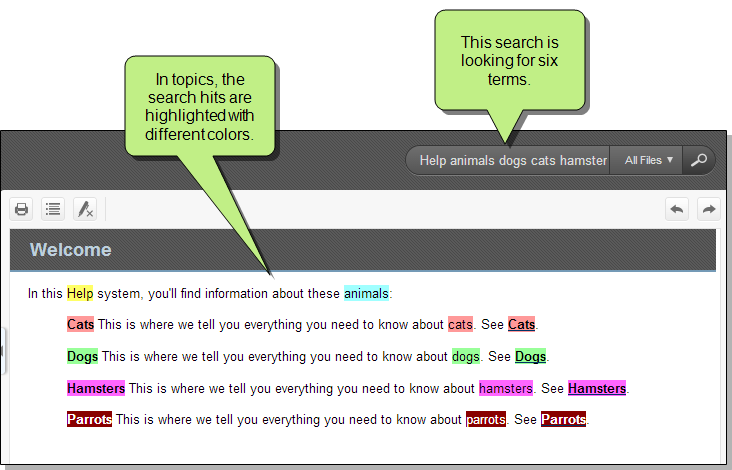 This search is
looking for six
terms.
In topics, the
search hits are
highlighted with
different colors.
Help animals dogs cats hamster
All Files
Welcome
In this Help system, you'll find information about these animals:
Cats This is where we tell you everything you need to know about cats. See Cats.
Dogs This is where we tell you everything you need to know about dogs. See Dogs.
Hamsters This is where we tell you everything you need to know about hamsters. See Hamsters.
Parrots This is where we tell you everything you need to know about parrots. See Parrots.